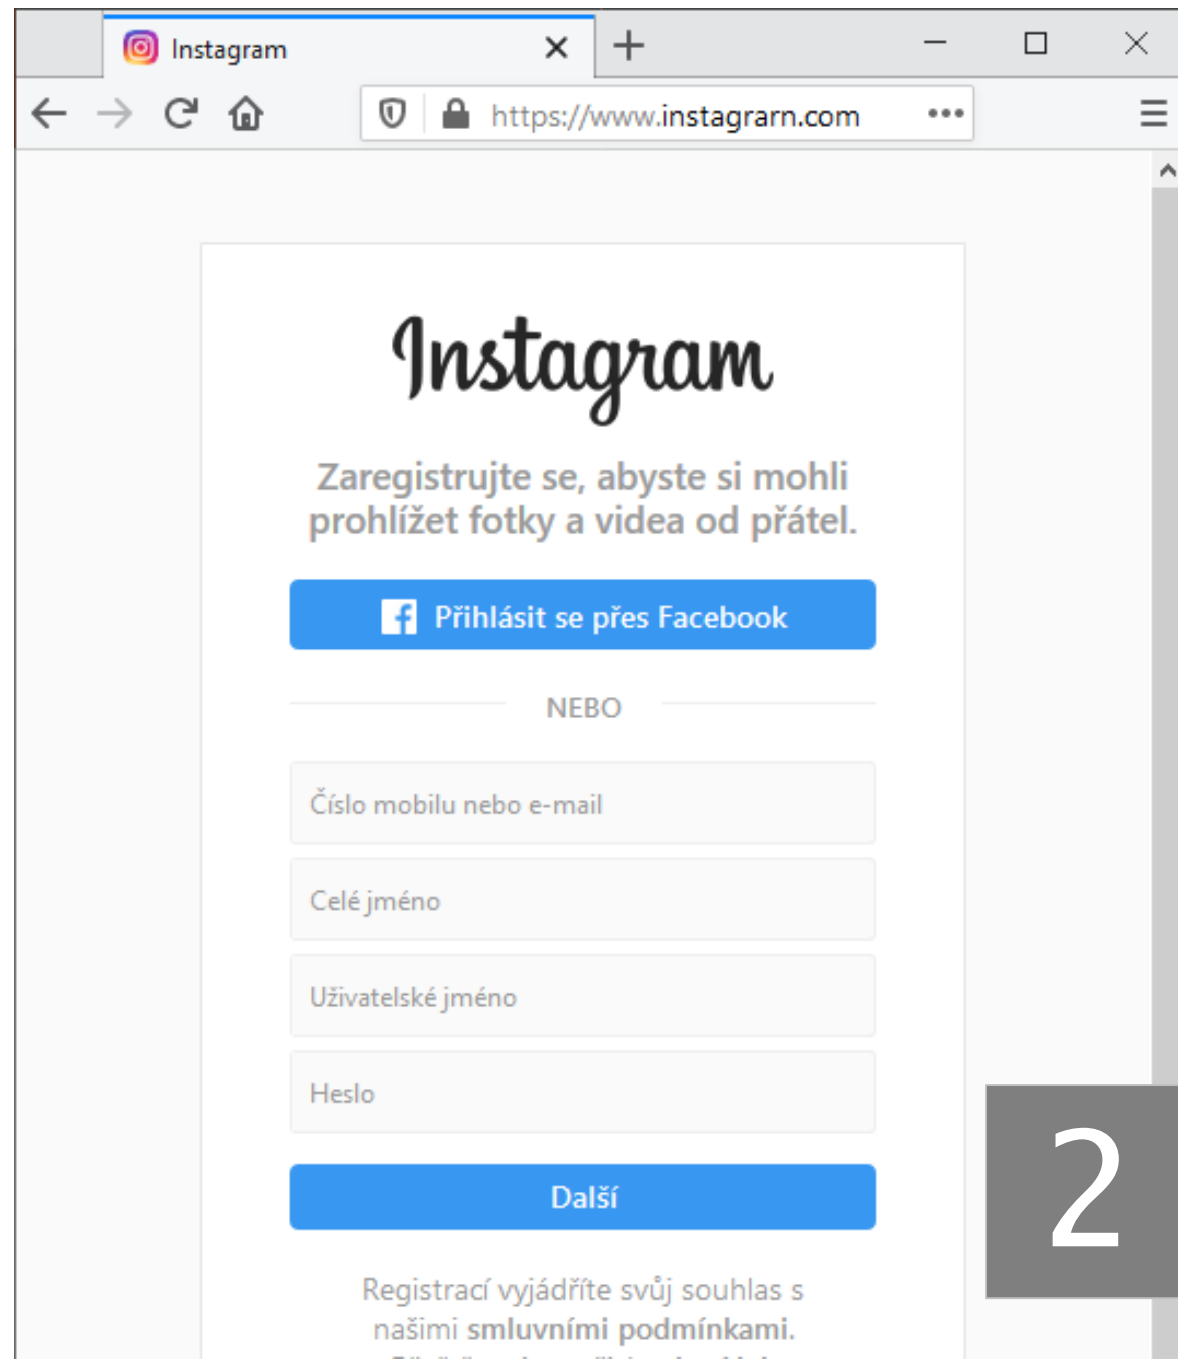 Instagram
https://www.instagrarn.com
Instagram
Zaregistrujte se, abyste si mohli
prohlížet fotky a videa od přátel.
Přihlásit se přes Facebook
NEBO
Číslo mobilu nebo e-mail
Celé jméno
Uživatelské jméno
Heslo
Další
2
Registrací vyjádříte svůj souhlas s
našimi smluvními podmínkami.